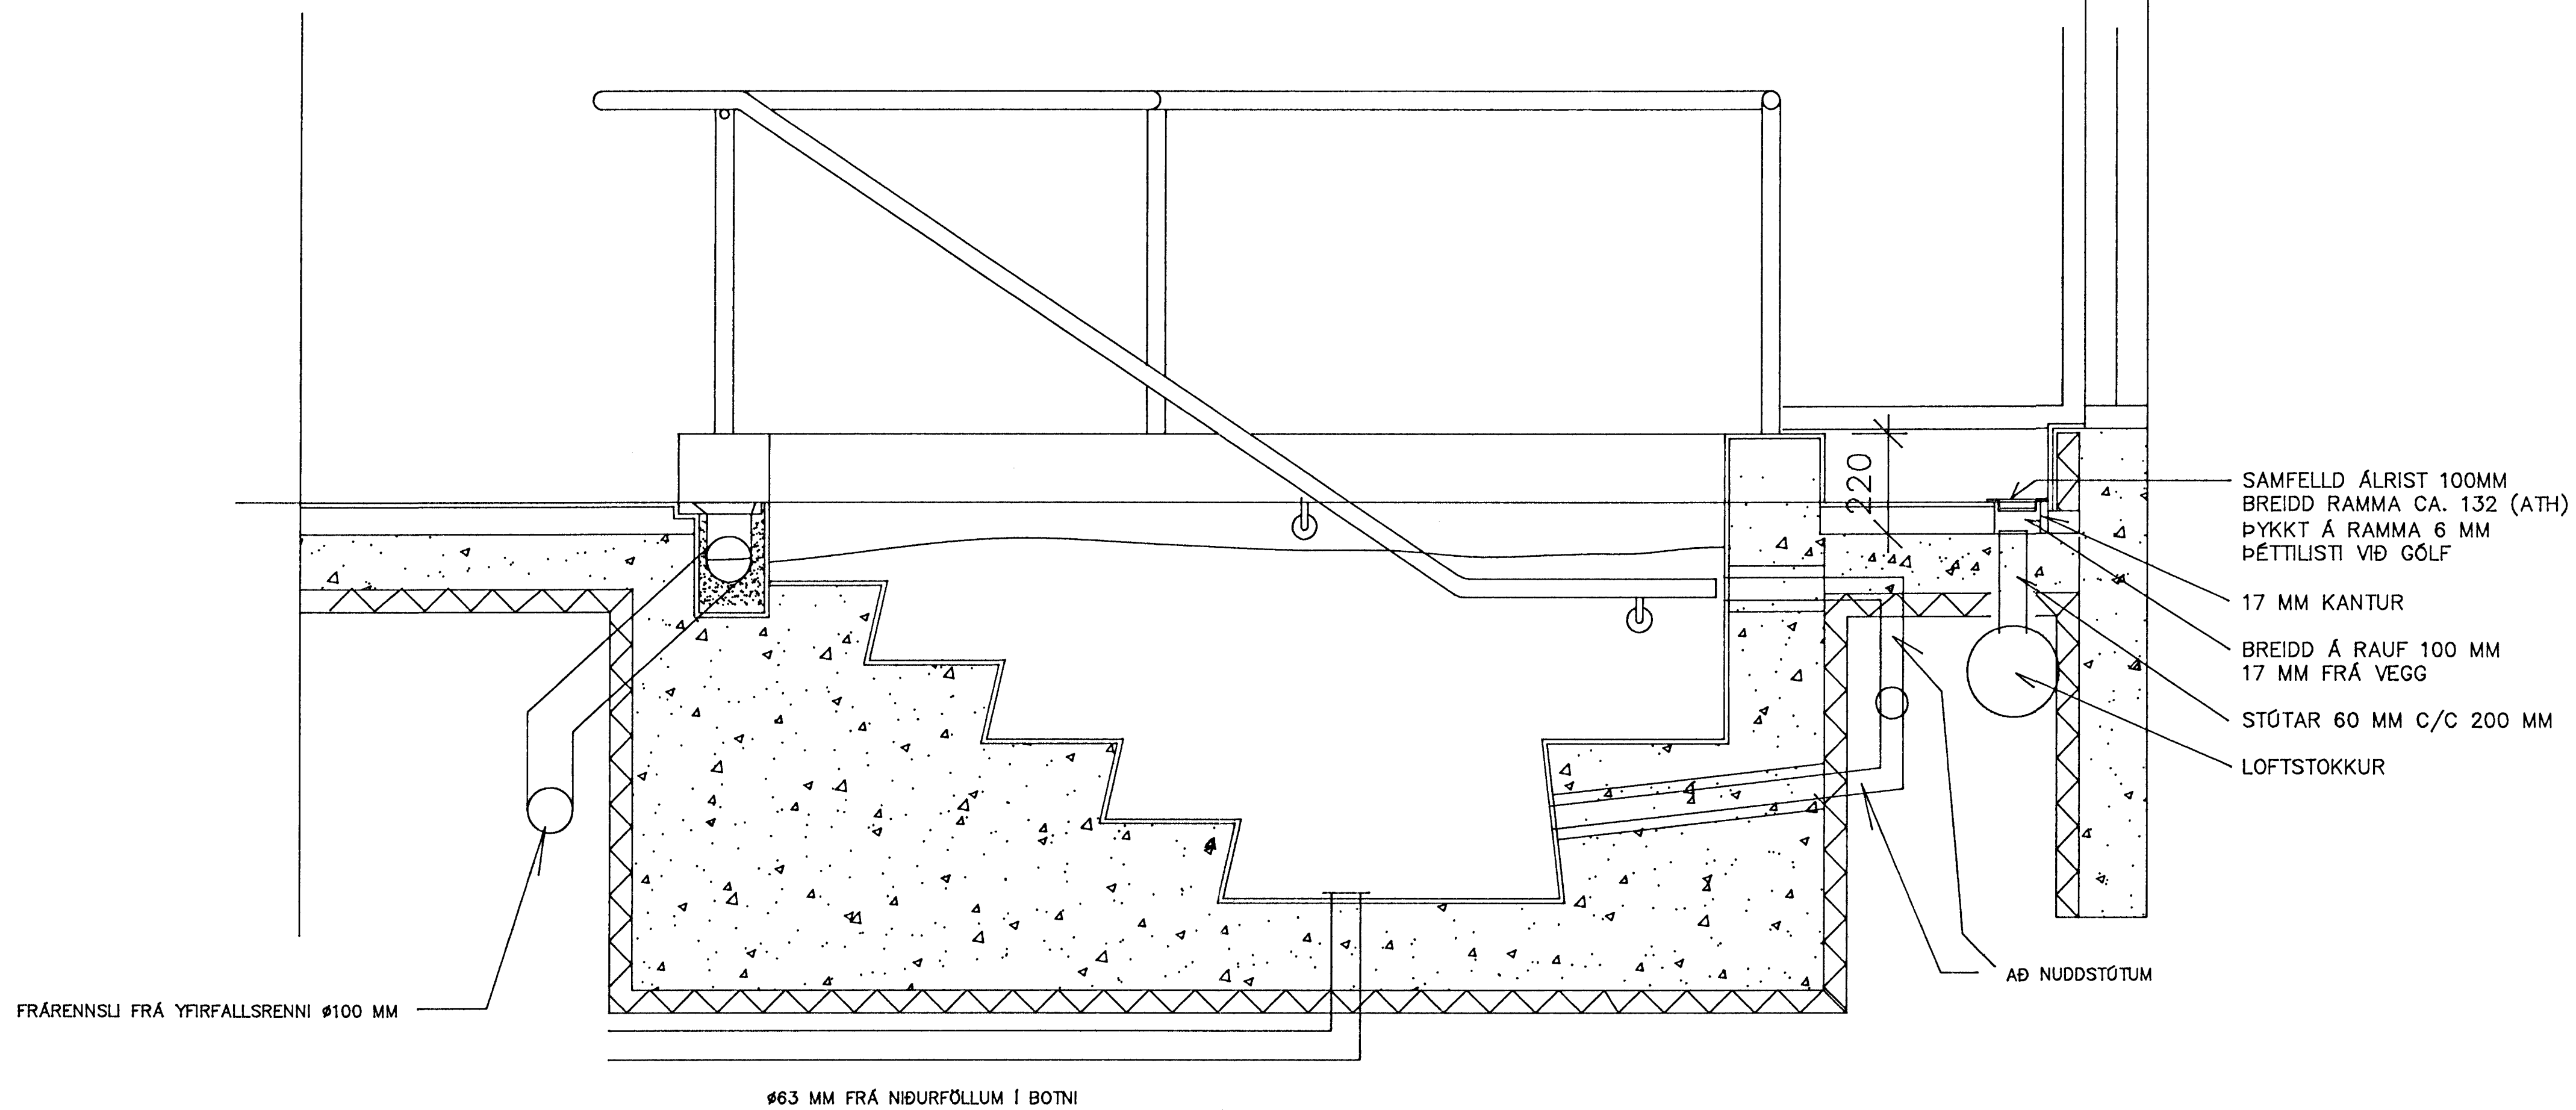 220
SAMFELLD ÁLRIST 100MM
BREIDD RAMMA CA. 132 (ATH)
ÞYKKT Á RAMMA 6 MM
ÞÉTTILISTI VIÐ GÓLF
17 MM KANTUR
BREIDD Á RAUF 100 MM
17 MM FRÁ VEGG
STÚTAR 60 MM C/C 200 MM
LOFTSTOKKUR
AÐ NUDDSTÚTUM
FRÁRENNSLI FRÁ YFIRFALLSRENNI ø100 MM
ø63 MM FRÁ NIÐURFÖLLUM Í BOTNI